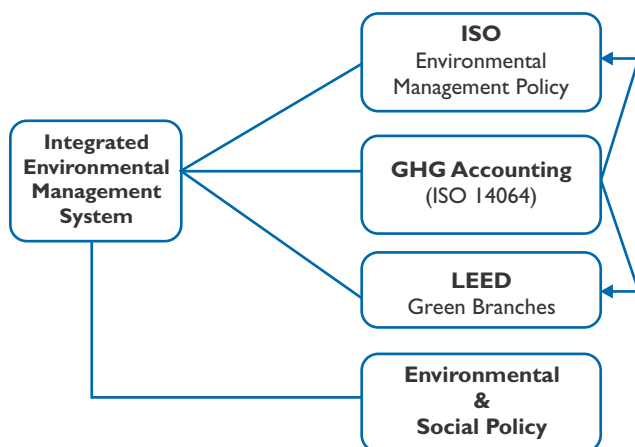 Integrated
Environmental
Management
System
ISO
Environmental
Management Policy
GHG Accounting
(ISO 14064)
LEED
Green Branches
Environmental
&
Social Policy